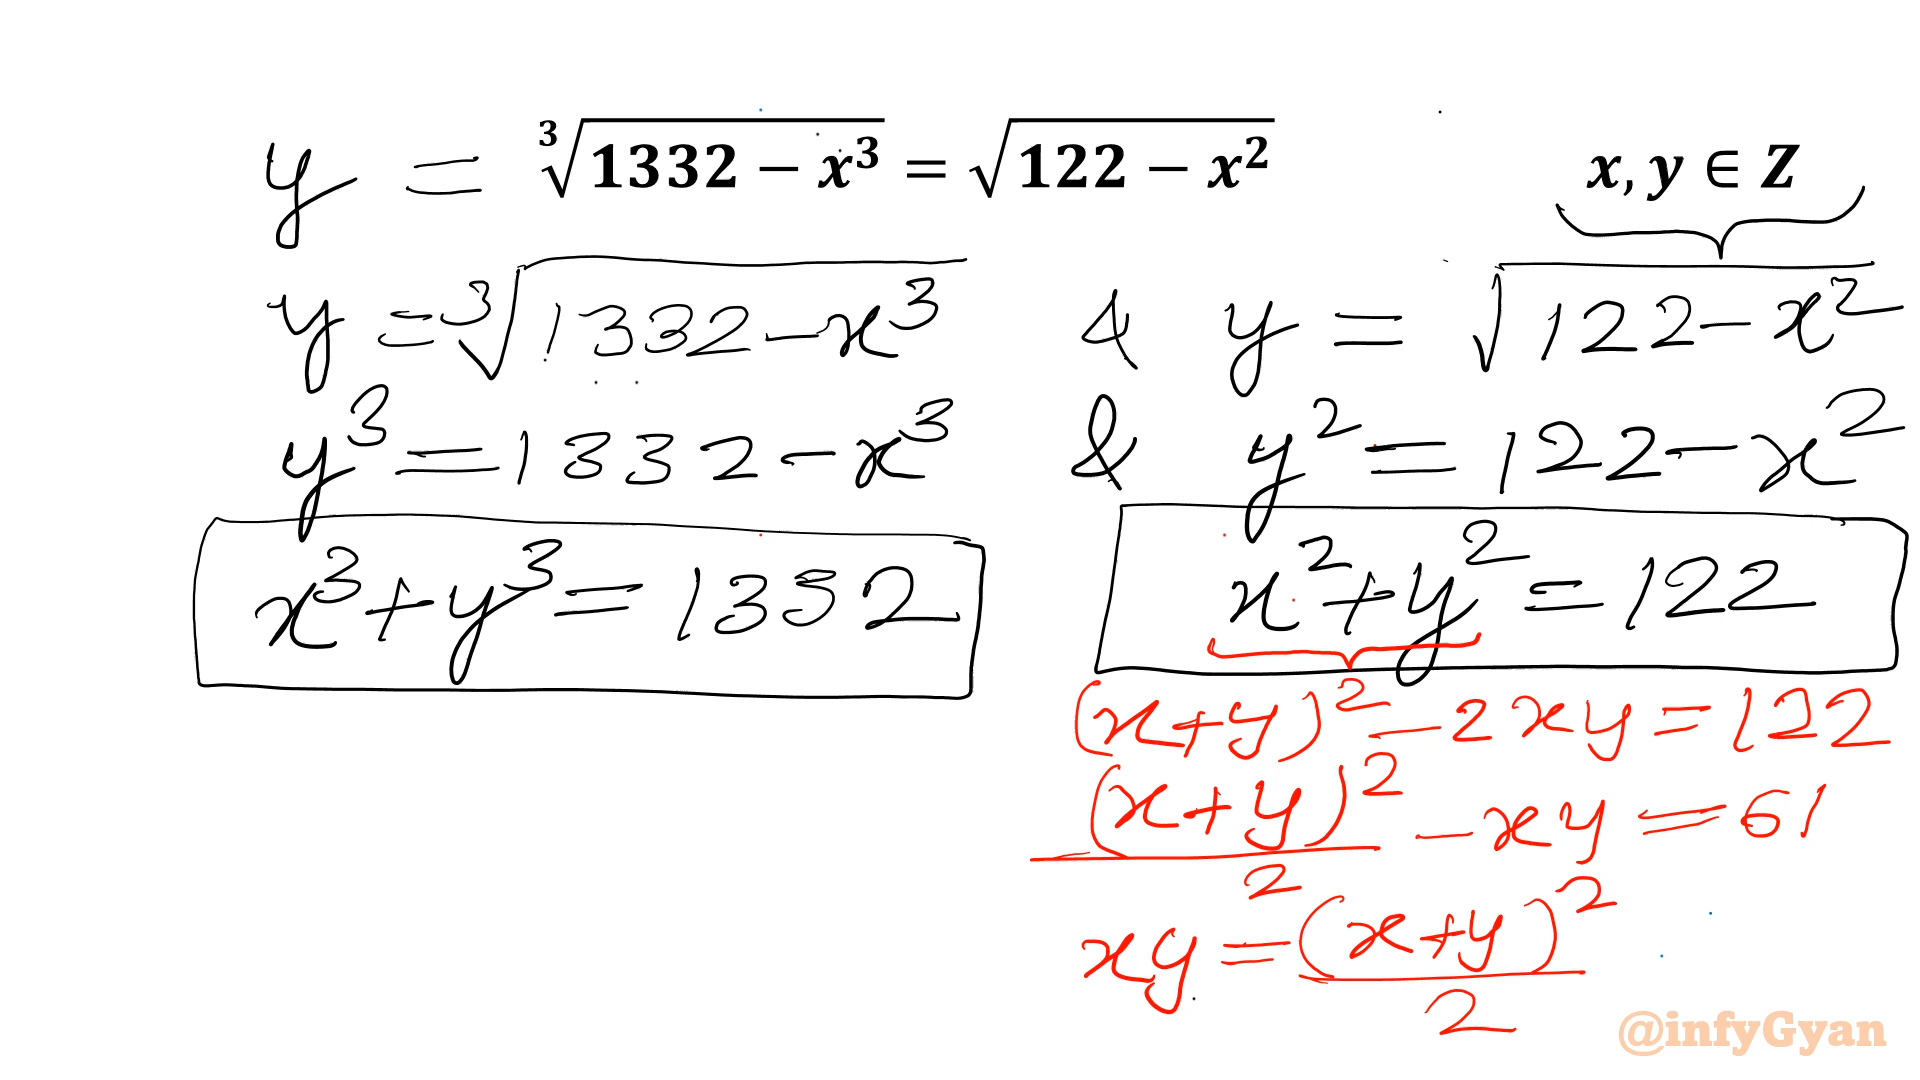 y = ∛(1332 − x³) = √(122 − x²)   x, y ∈ Z
y = ∛(1332 − x³) & y = √(122 − x²)
y³ = 1332 − x³ & y² = 122 − x²
x³ + y³ = 1332   x² + y² = 122
(x+y)² − 2xy = 122
(x+y)²/2 − xy = 61
xy = (x+y)²/2
@infyGyan